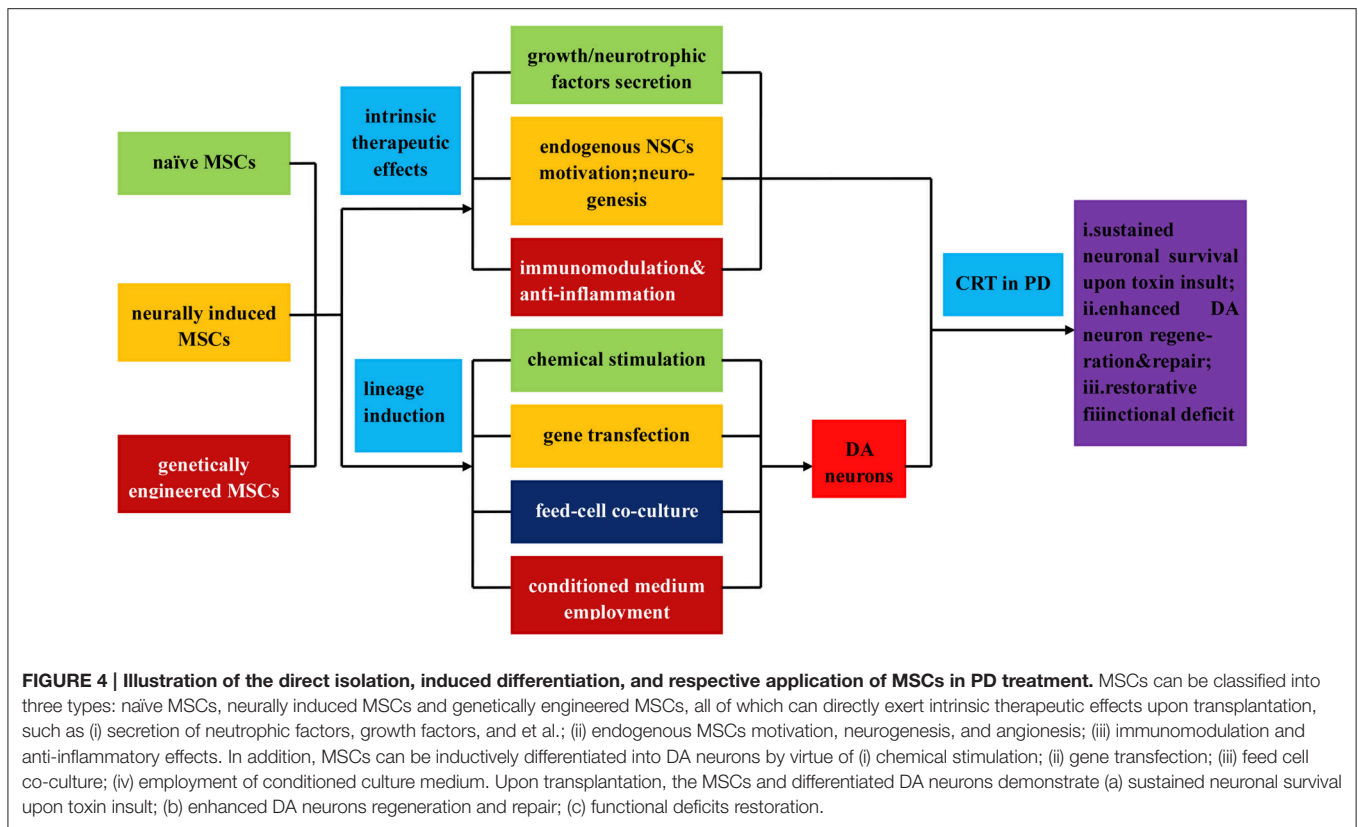 naïve MSCs
neurally induced
MSCs
genetically
engineered MSCs
intrinsic
therapeutic
effects
lineage
induction
growth/neurotrophic
factors secretion
endogenous NSCs
motivation;neuro-
genesis
immunomodulation&
anti-inflammation
chemical stimulation
gene transfection
feed-cell co-culture
conditioned medium
employment
DA
neurons
CRT in PD
i.sustained
neuronal survival
upon toxin insult;
ii.enhanced DA
neuron regene-
ration&repair;
iii.restorative
fiiinctional deficit
FIGURE 4 | Illustration of the direct isolation, induced differentiation, and respective application of MSCs in PD treatment. MSCs can be classified into
three types: naïve MSCs, neurally induced MSCs and genetically engineered MSCs, all of which can directly exert intrinsic therapeutic effects upon transplantation,
such as (i) secretion of neutrophic factors, growth factors, and et al.; (ii) endogenous MSCs motivation, neurogenesis, and angionesis; (iii) immunomodulation and
anti-inflammatory effects. In addition, MSCs can be inductively differentiated into DA neurons by virtue of (i) chemical stimulation; (ii) gene transfection; (iii) feed cell
co-culture; (iv) employment of conditioned culture medium. Upon transplantation, the MSCs and differentiated DA neurons demonstrate (a) sustained neuronal survival
upon toxin insult; (b) enhanced DA neurons regeneration and repair; (c) functional deficits restoration.